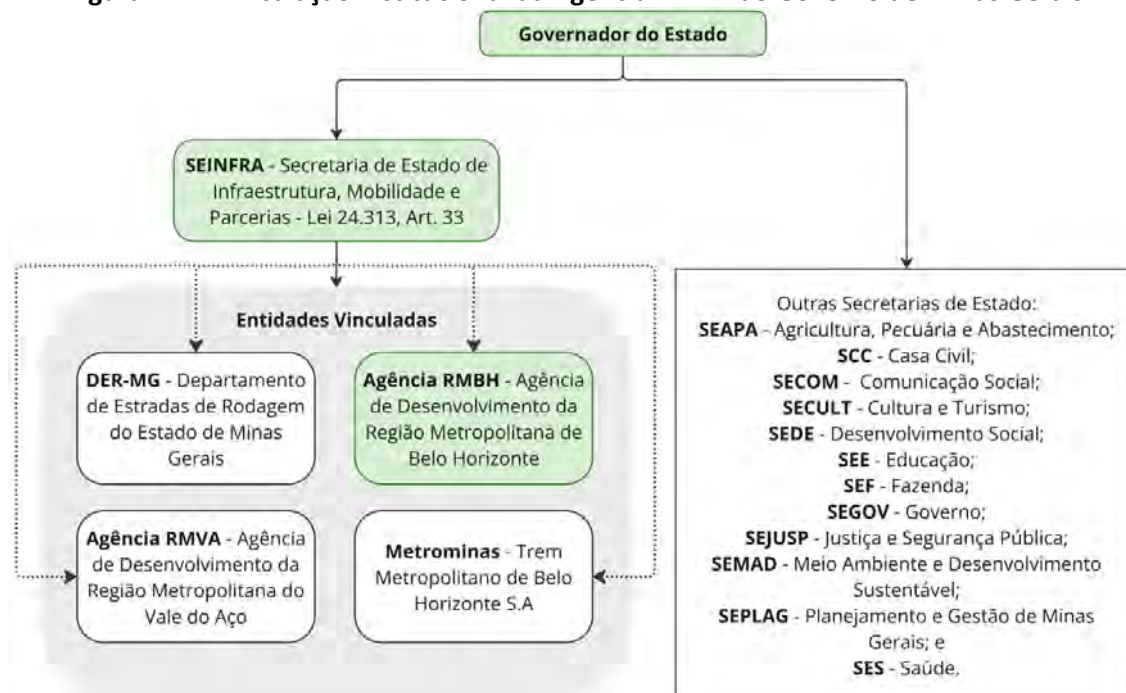 Governador do Estado
SEINFRA - Secretaria de Estado de
Infraestrutura, Mobilidade e
Parcerias - Lei 24.313, Art. 33
Entidades Vinculadas
DER-MG - Departamento
de Estradas de Rodagem
do Estado de Minas
Gerais
Agência RMBH - Agência
de Desenvolvimento da
Região Metropolitana de
Belo Horizonte
Agência RMVA - Agência
de Desenvolvimento da
Região Metropolitana do
Vale do Aço
Metrominas - Trem
Metropolitano de Belo
Horizonte S.A
Outras Secretarias de Estado:
SEAPA - Agricultura, Pecuária e Abastecimento;
SCC - Casa Civil;
SECOM - Comunicação Social;
SECULT - Cultura e Turismo;
SEDE - Desenvolvimento Social;
SEE - Educação;
SEF - Fazenda;
SEGOV - Governo;
SEJUSP - Justiça e Segurança Pública;
SEMAD - Meio Ambiente e Desenvolvimento
Sustentável;
SEPLAG - Planejamento e Gestão de Minas
Gerais; e
SES - Saúde.